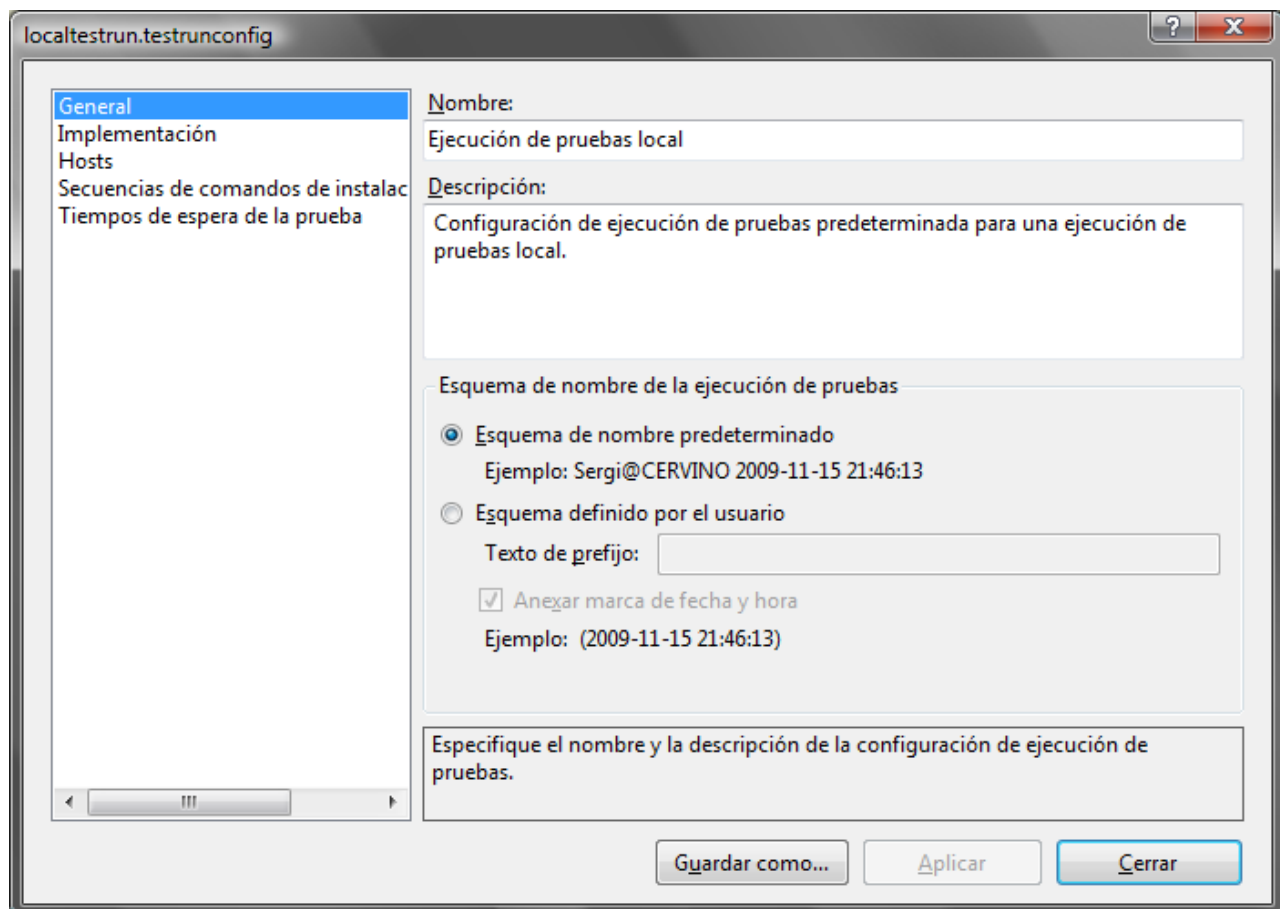 localtestrun.testrunconfig
General
Implementación
Hosts
Secuencias de comandos de instalac
Tiempos de espera de la prueba
Nombre:
Ejecución de pruebas local
Descripción:
Configuración de ejecución de pruebas predeterminada para una ejecución de
pruebas local.
Esquema de nombre de la ejecución de pruebas
Esquema de nombre predeterminado
Ejemplo: Sergi@CERVINO 2009-11-15 21:46:13
Esquema definido por el usuario
Texto de prefijo:
Anexar marca de fecha y hora
Ejemplo: (2009-11-15 21:46:13)
Especifique el nombre y la descripción de la configuración de ejecución de
pruebas.
Guardar como...
Aplicar
Cerrar